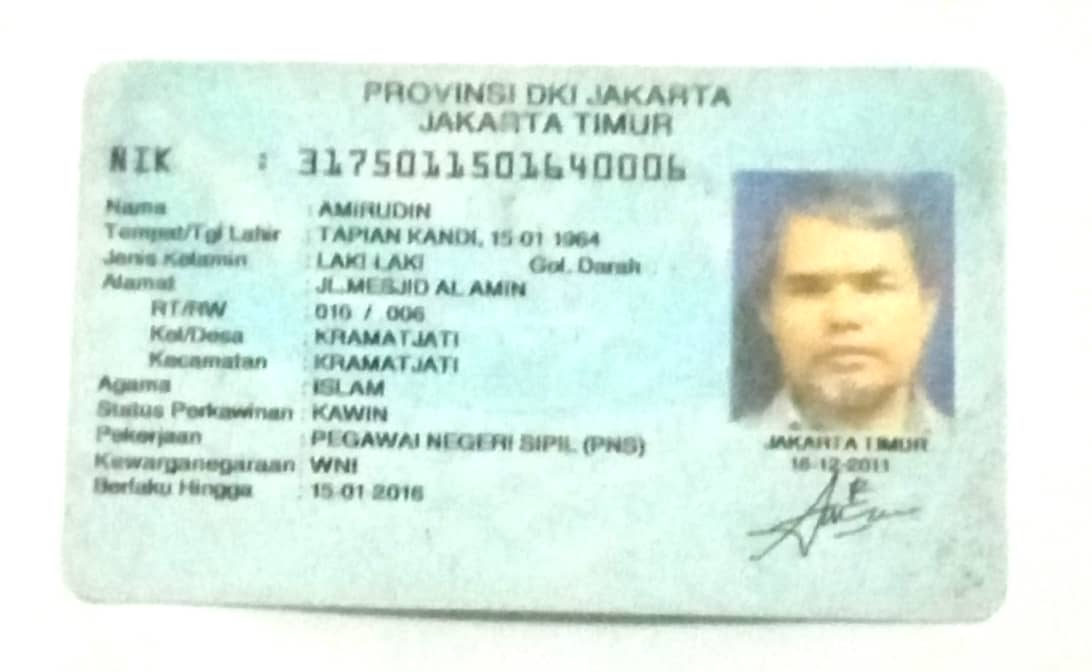 PROVINSI DKI JAKARTA
JAKARTA TIMUR
NIK : 3175011501640006
Nama : AMIRUDIN
Tempat/Tgl Lahir : TAPIAN KANDI, 15 01 1964
Jenis Kelamin : LAKI LAKI Gol. Darah :
Alamat : JL.MESJID AL AMIN
RT/RW : 010 / 006
Kel/Desa : KRAMATJATI
Kecamatan : KRAMATJATI
Agama : ISLAM
Status Perkawinan : KAWIN
Pekerjaan : PEGAWAI NEGERI SIPIL (PNS)
Kewarganegaraan WNI
Berlaku Hingga : 15 01 2016
JAKARTA TIMUR
16-12-2011